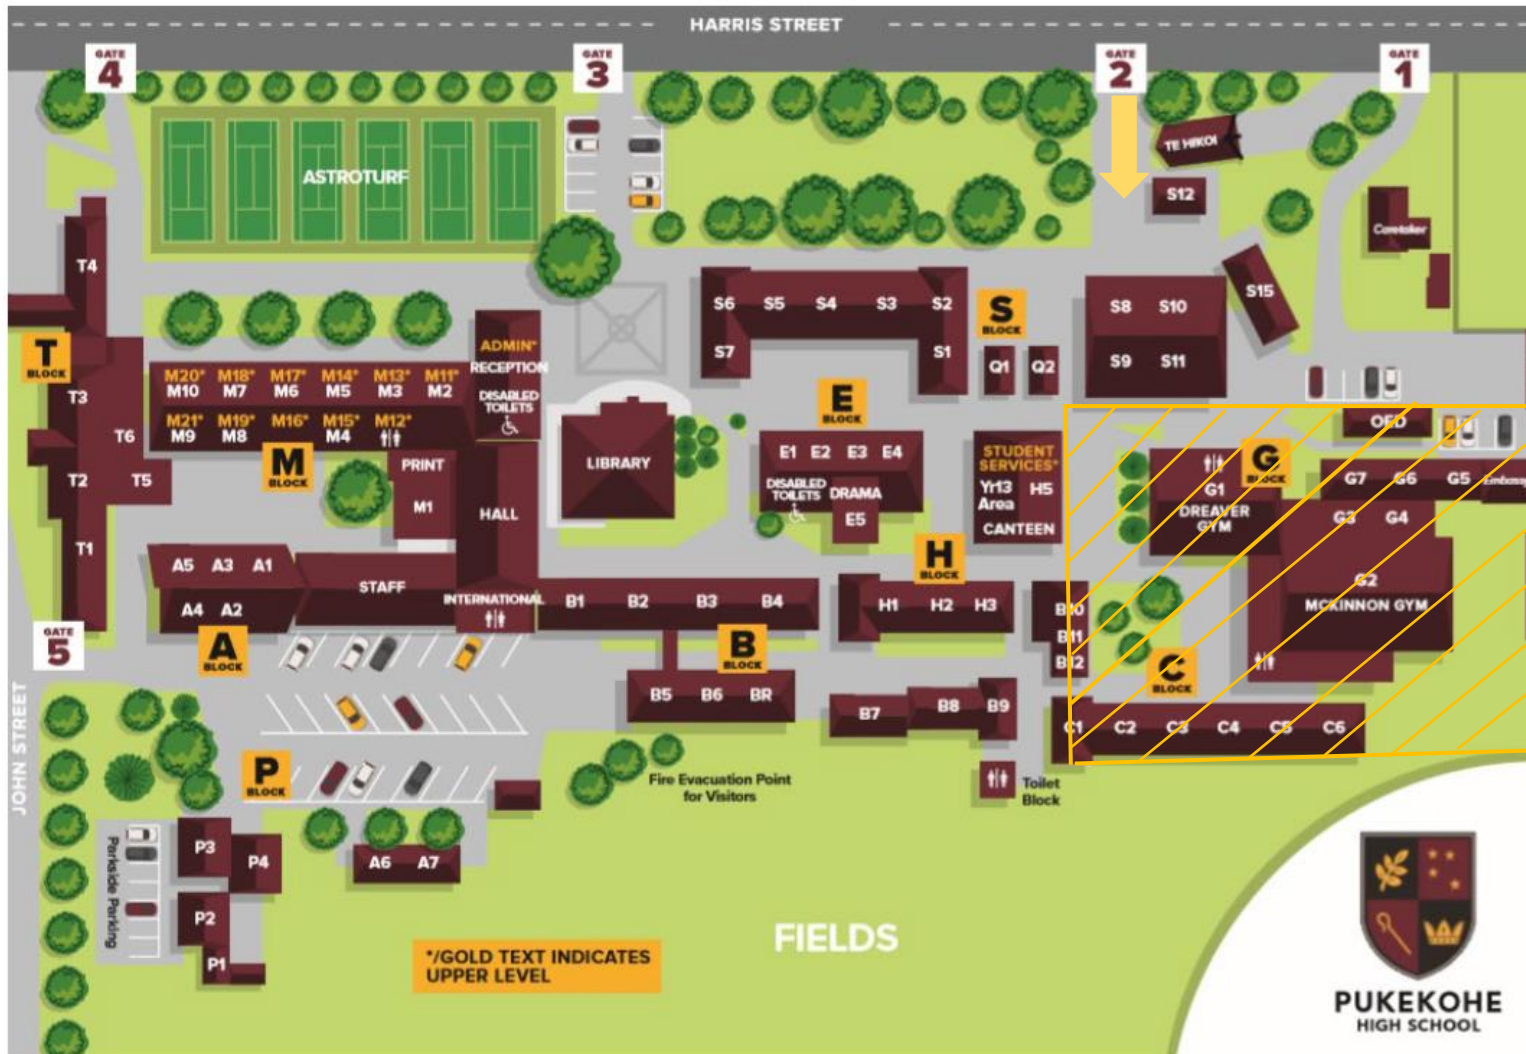 HARRIS STREET
GATE
4
GATE
3
GATE
2
GATE
1
TE HIKOI
ASTROTURF
S12
Caretaker
T4
S6 S5 S4 S3 S2
S BLOCK
S8 S10
S15
S7
S1
Q1 Q2
S9 S11
T
BLOCK
ADMIN*
RECEPTION
DISABLED
TOILETS
M20* M18* M17* M14* M13* M11*
M10 M7 M6 M5 M3 M2
M21* M19* M16* M15* M12*
M9 M8 M4
T3
T6
T2 T5
T1
M
BLOCK
PRINT
M1
HALL
LIBRARY
E
BLOCK
E1 E2 E3 E4
DISABLED
TOILETS
DRAMA
E5
STUDENT
SERVICES*
Yr13
Area
H5
CANTEEN
OED
G
BLOCK
G1
DREAVER
GYM
G7 G6 G5
G3 G4
G2
MCKINNON GYM
A5 A3 A1
A4 A2
STAFF
INTERNATIONAL
B1 B2 B3 B4
H
BLOCK
H1 H2 H3
B10
B11
B12
GATE
5
A
BLOCK
B
BLOCK
C
BLOCK
B5 B6 BR
B7 B8 B9
C1 C2 C3 C4 C5 C6
JOHN STREET
P
BLOCK
Fire Evacuation Point
for Visitors
Toilet
Block
Parkside Parking
P3
P4
P2
P1
A6 A7
*/GOLD TEXT INDICATES
UPPER LEVEL
FIELDS
PUKEKOHE
HIGH SCHOOL